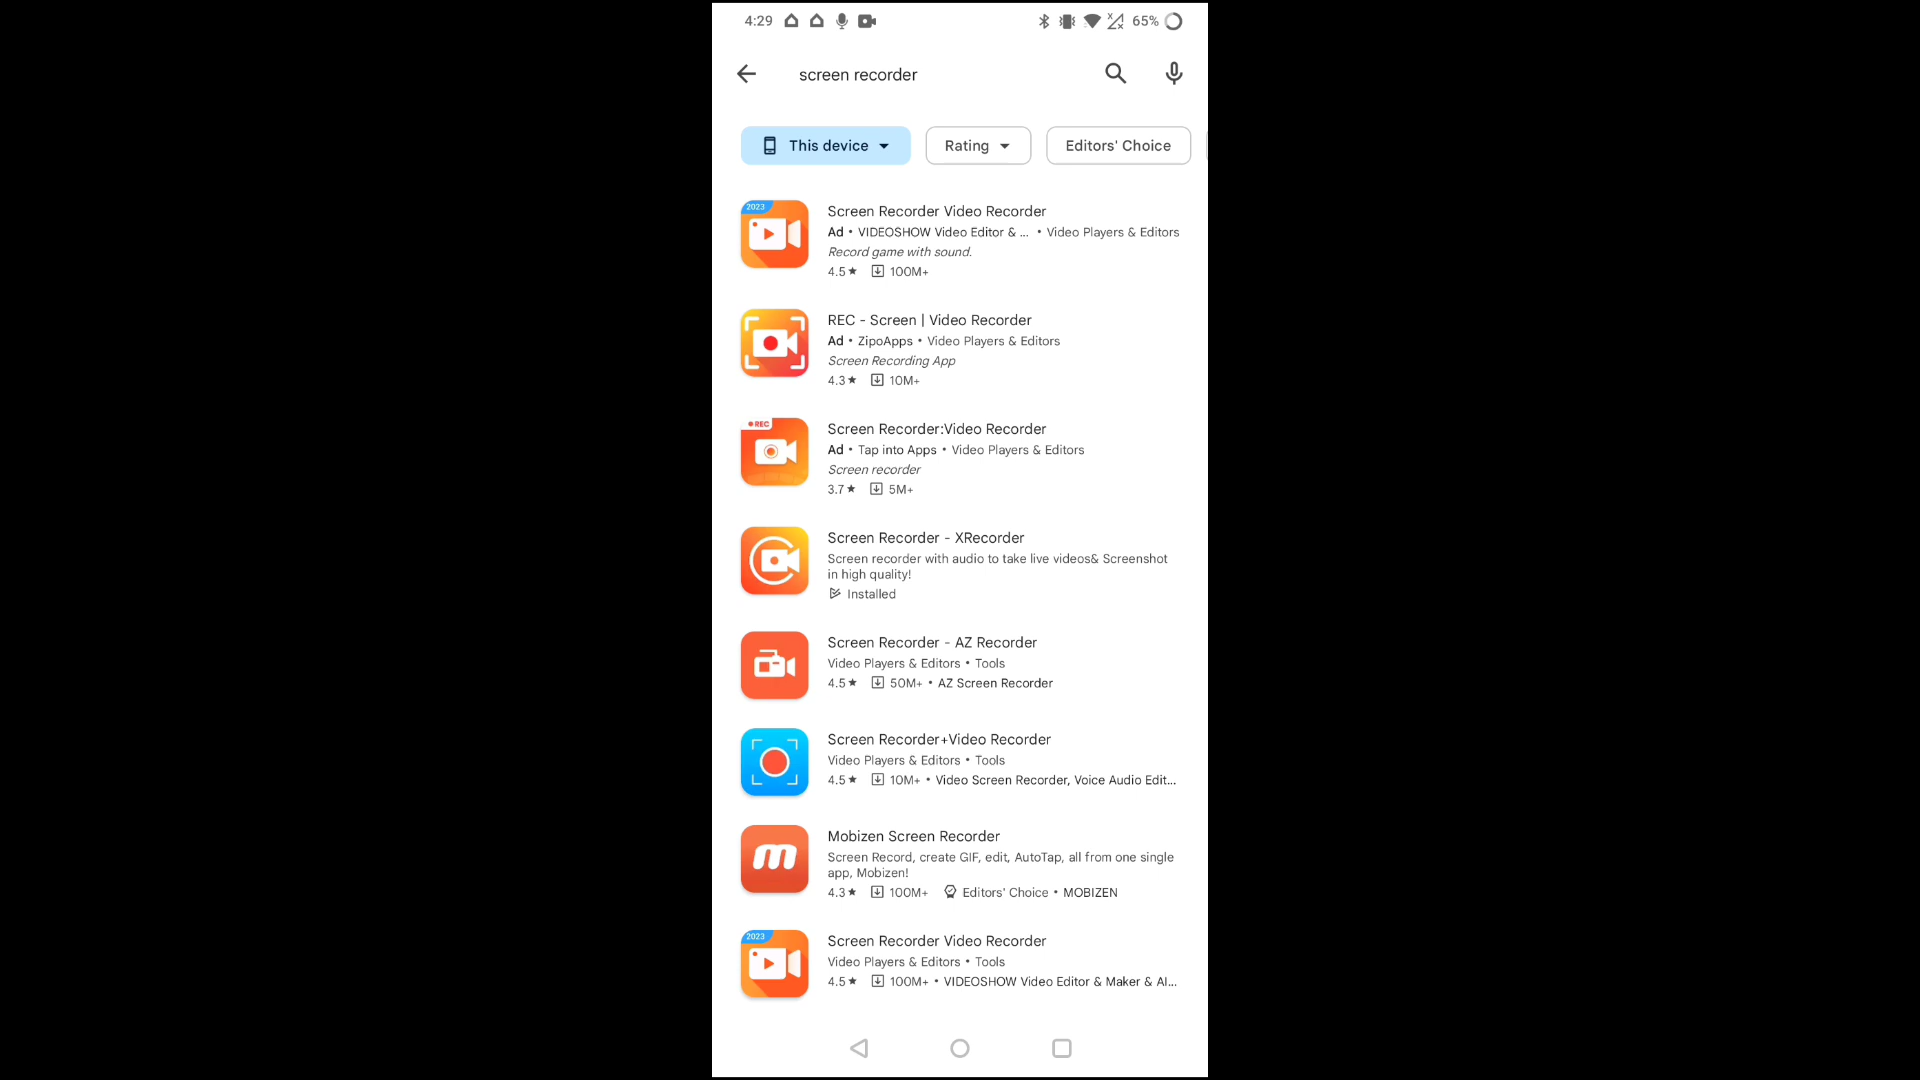 4:29 65%
screen recorder
This device Rating Editors' Choice
2023
Screen Recorder Video Recorder
Ad • VIDEOSHOW Video Editor & ... • Video Players & Editors
Record game with sound.
4.5★ 100M+
REC - Screen | Video Recorder
Ad • ZipoApps • Video Players & Editors
Screen Recording App
4.3★ 10M+
REC
Screen Recorder:Video Recorder
Ad • Tap into Apps • Video Players & Editors
Screen recorder
3.7★ 5M+
Screen Recorder - XRecorder
Screen recorder with audio to take live videos& Screenshot
in high quality!
Installed
Screen Recorder - AZ Recorder
Video Players & Editors • Tools
4.5★ 50M+ • AZ Screen Recorder
Screen Recorder+Video Recorder
Video Players & Editors • Tools
4.5★ 10M+ • Video Screen Recorder, Voice Audio Edit...
m
Mobizen Screen Recorder
Screen Record, create GIF, edit, AutoTap, all from one single
app, Mobizen!
4.3★ 100M+ Editors' Choice • MOBIZEN
2023
Screen Recorder Video Recorder
Video Players & Editors • Tools
4.5★ 100M+ • VIDEOSHOW Video Editor & Maker & AI...